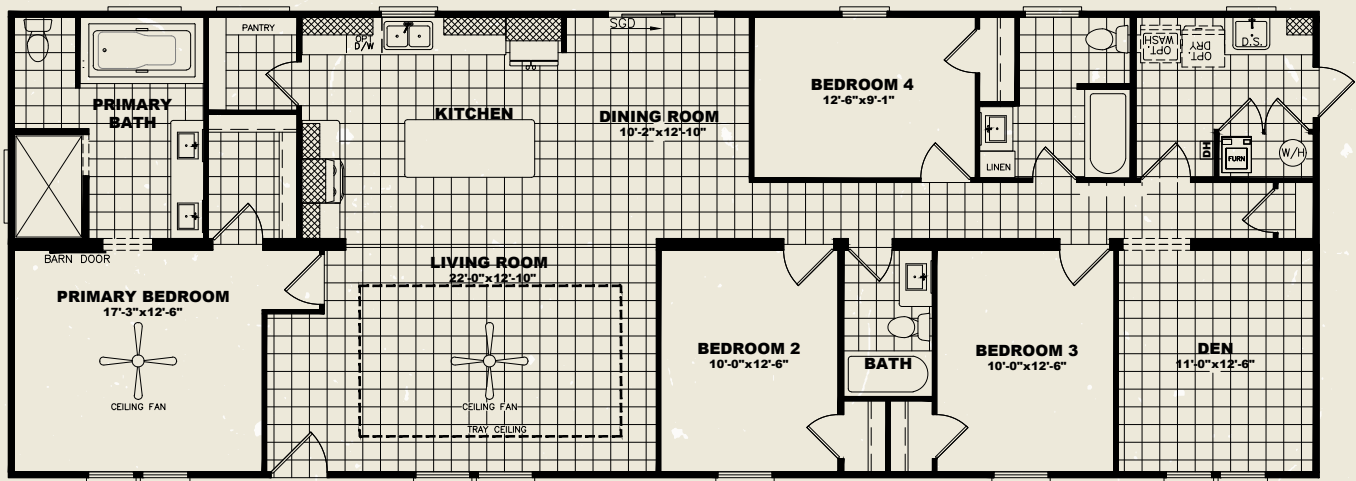 PANTRY
OPT
D/W
SGD
OPT.
WASH
OPT.
DRY
D.S.
PRIMARY
BATH
KITCHEN
DINING ROOM
10'-2"x12'-10"
BEDROOM 4
12'-6"x9'-1"
LINEN
DH
FURN
W/H
BARN DOOR
PRIMARY BEDROOM
17'-3"x12'-6"
CEILING FAN
LIVING ROOM
22'-0"x12'-10"
CEILING FAN
TRAY CEILING
BEDROOM 2
10'-0"x12'-6"
BATH
BEDROOM 3
10'-0"x12'-6"
DEN
11'-0"x12'-6"